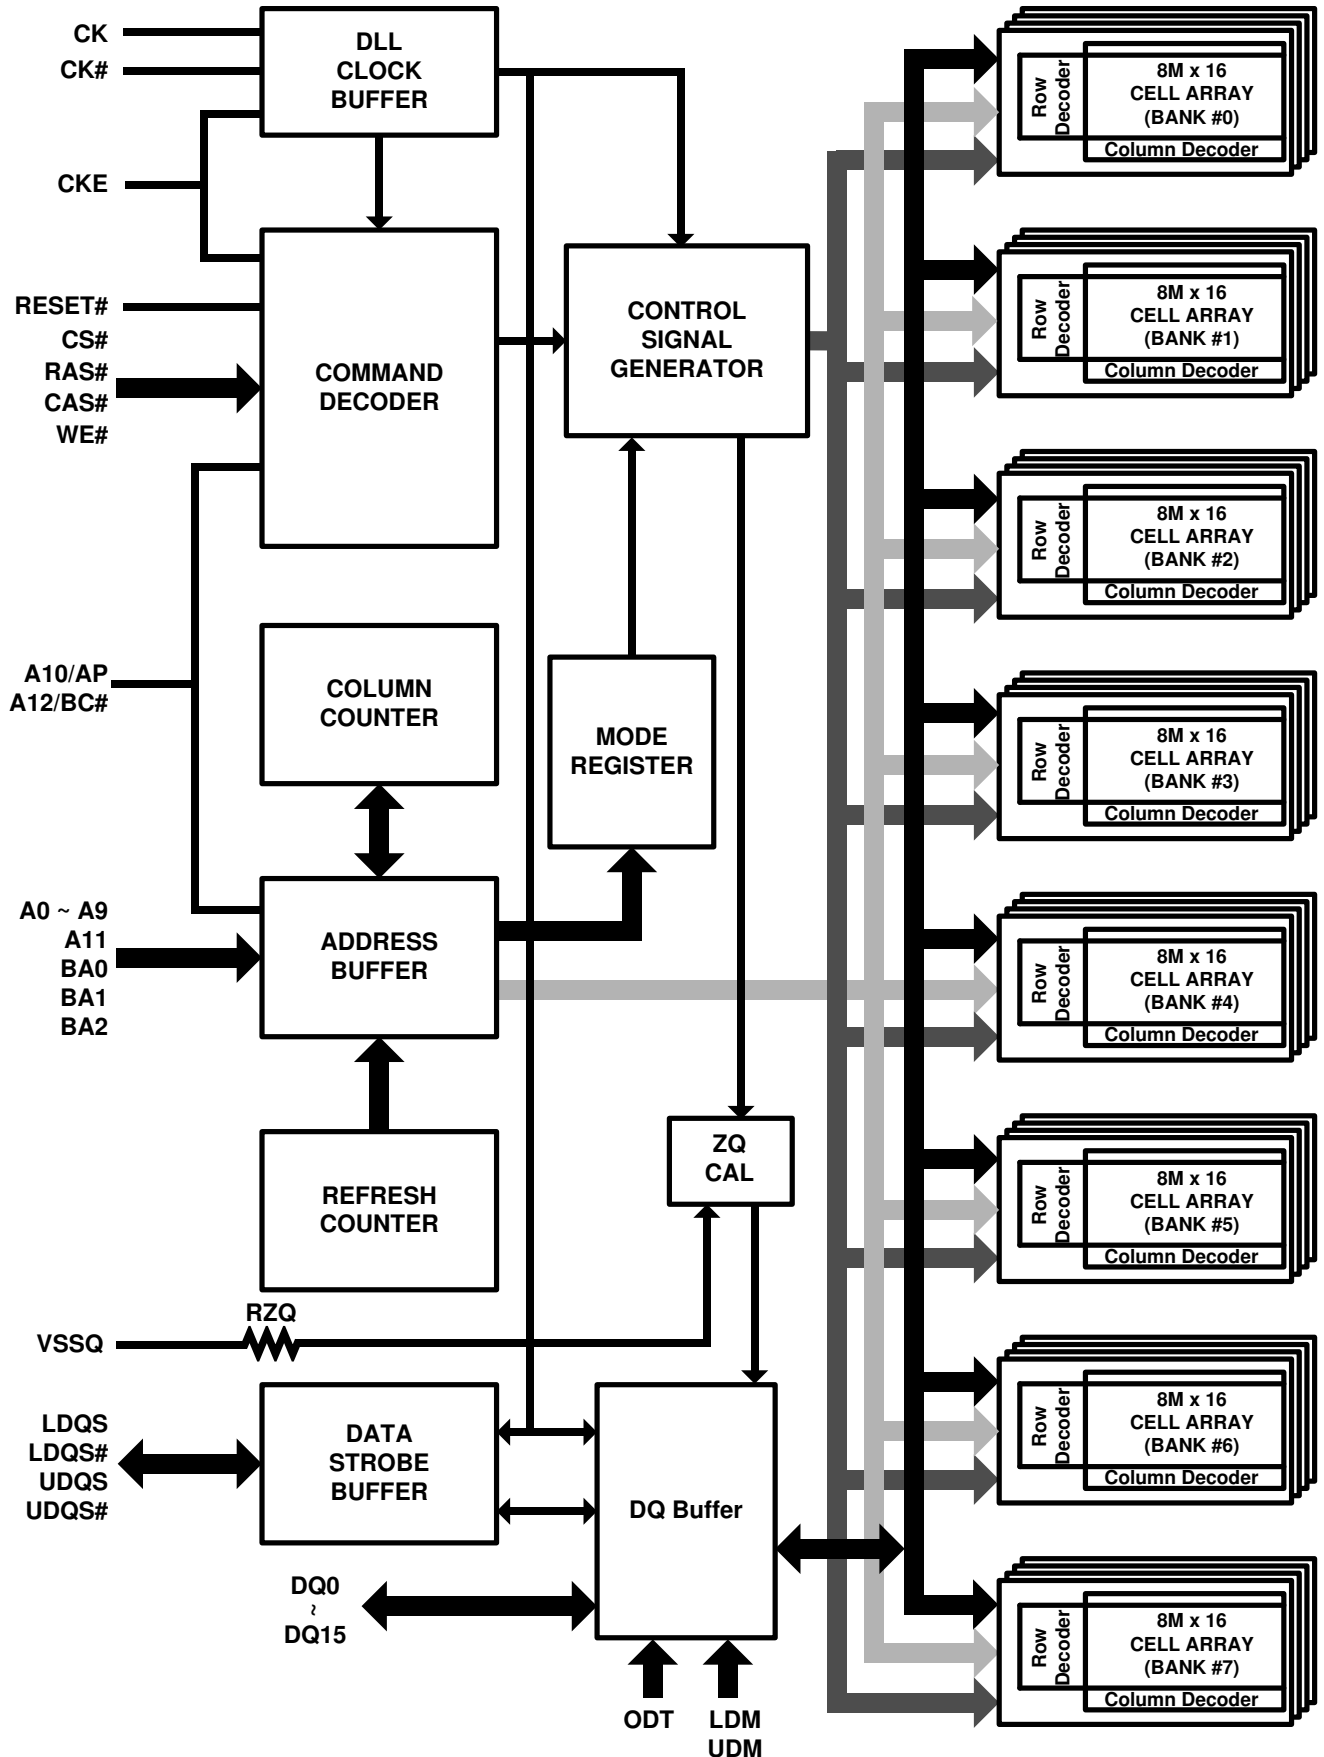 CK
CK#
CKE
RESET#
CS#
RAS#
CAS#
WE#
A10/AP
A12/BC#
A0 ~ A9
A11
BA0
BA1
BA2
VSSQ
RZQ
LDQS
LDQS#
UDQS
UDQS#
DQ0
~
DQ15
DLL
CLOCK
BUFFER
COMMAND
DECODER
COLUMN
COUNTER
ADDRESS
BUFFER
REFRESH
COUNTER
DATA
STROBE
BUFFER
CONTROL
SIGNAL
GENERATOR
MODE
REGISTER
ZQ
CAL
DQ Buffer
ODT
LDM
UDM
Row
Decoder
8M x 16
CELL ARRAY
(BANK #0)
Column Decoder
Row
Decoder
8M x 16
CELL ARRAY
(BANK #1)
Column Decoder
Row
Decoder
8M x 16
CELL ARRAY
(BANK #2)
Column Decoder
Row
Decoder
8M x 16
CELL ARRAY
(BANK #3)
Column Decoder
Row
Decoder
8M x 16
CELL ARRAY
(BANK #4)
Column Decoder
Row
Decoder
8M x 16
CELL ARRAY
(BANK #5)
Column Decoder
Row
Decoder
8M x 16
CELL ARRAY
(BANK #6)
Column Decoder
Row
Decoder
8M x 16
CELL ARRAY
(BANK #7)
Column Decoder